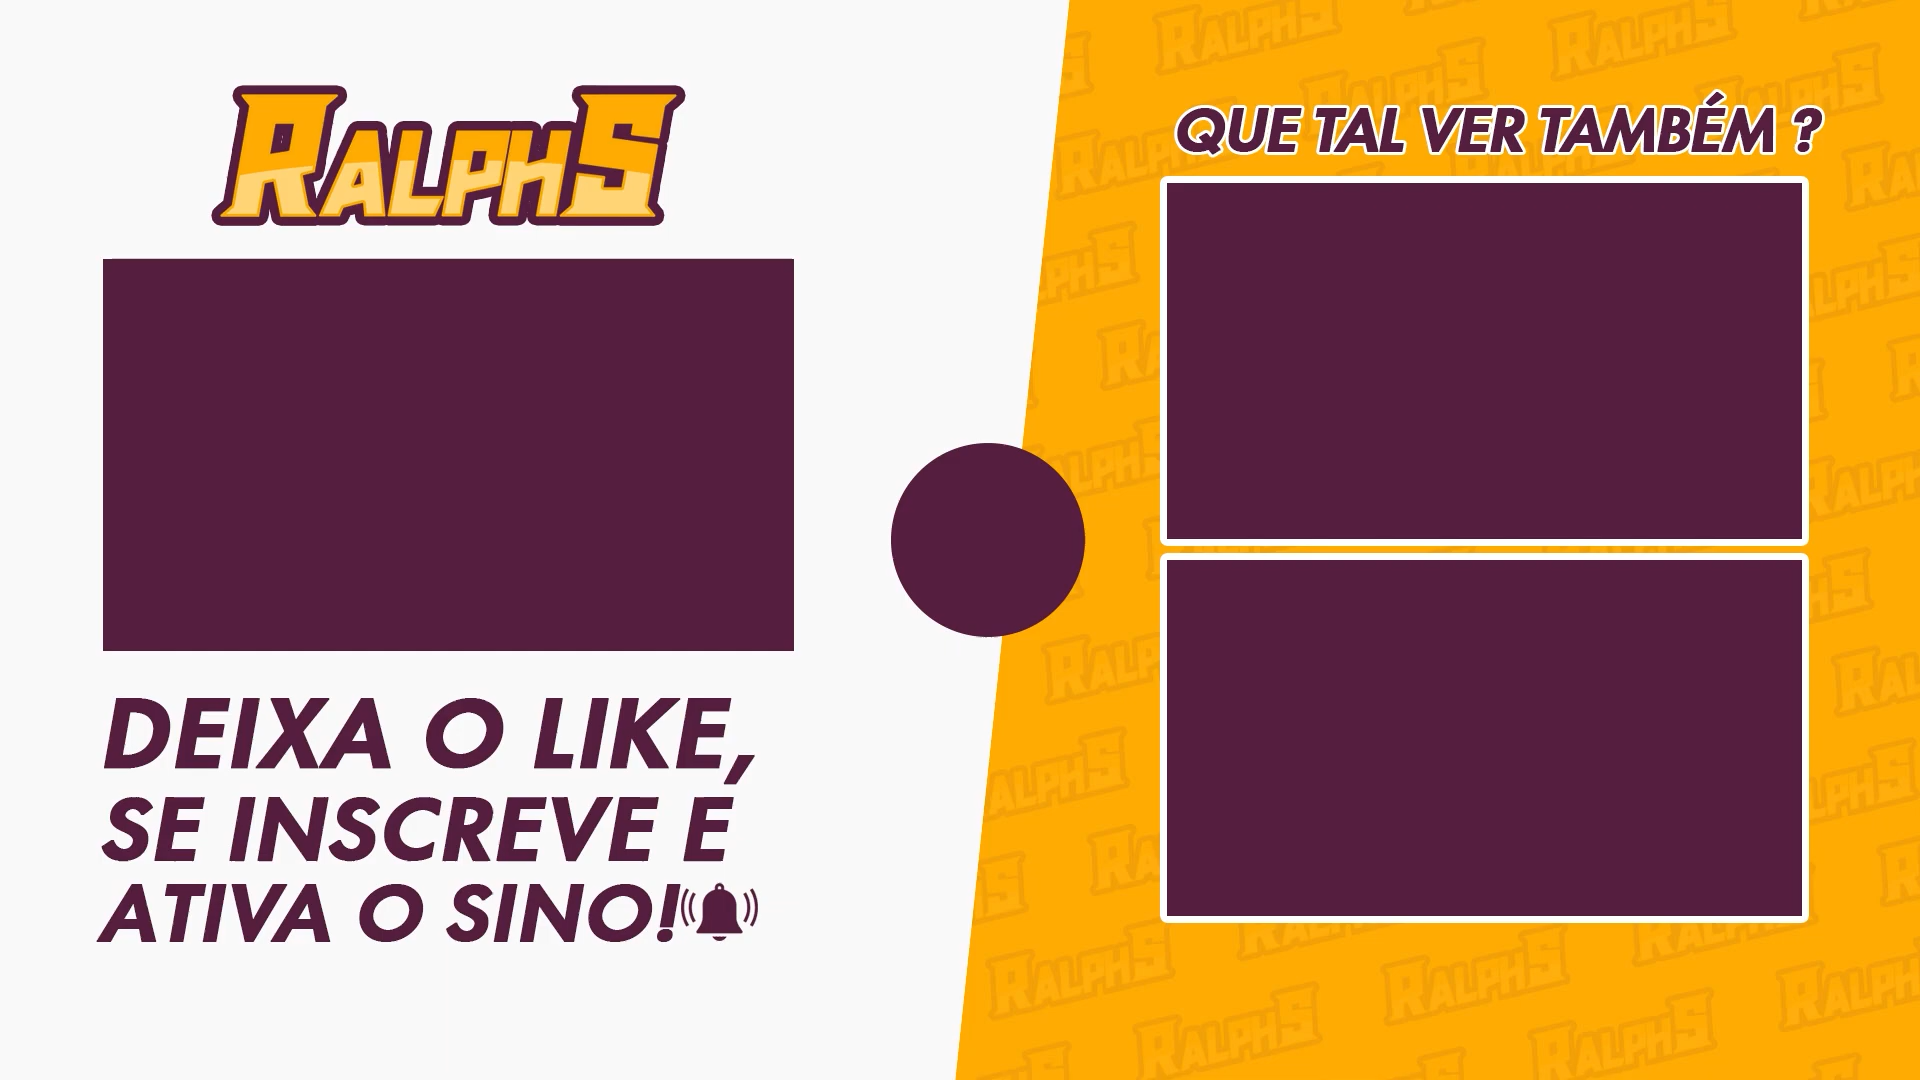 RALPHS
DEIXA O LIKE,
SE INSCREVE E
ATIVA O SINO!
QUE TAL VER TAMBÉM ?